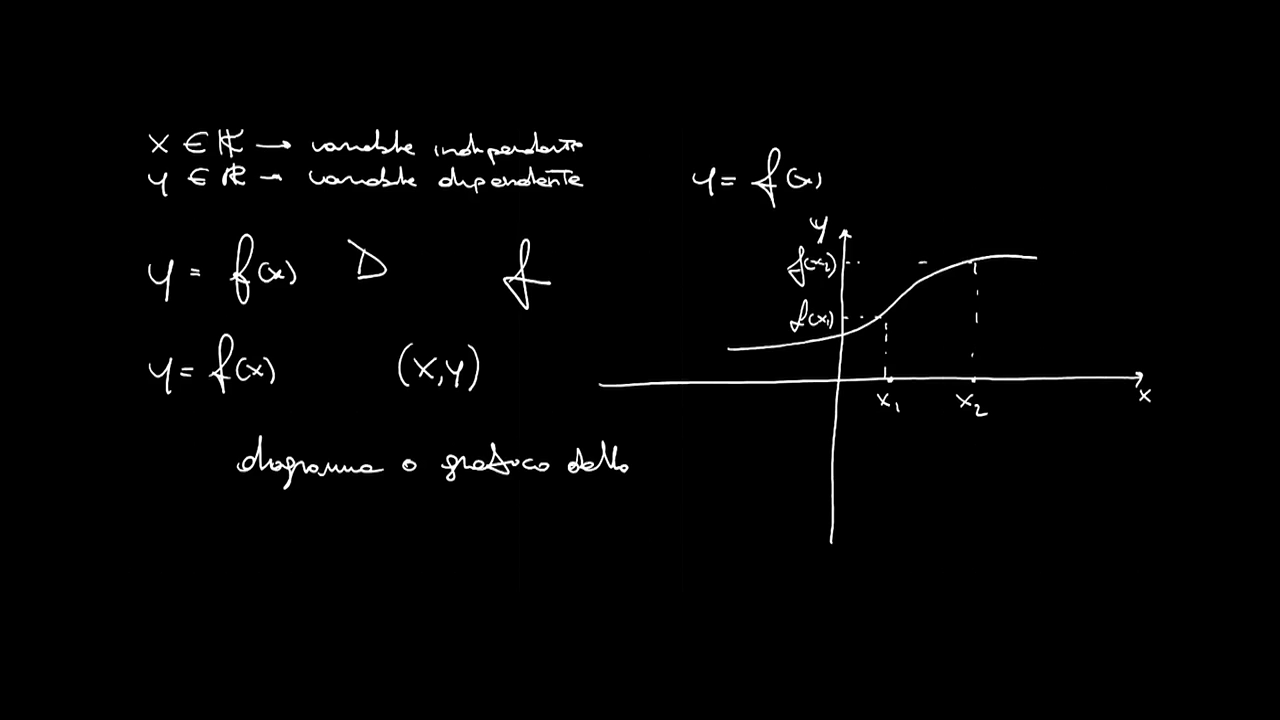 x ∈ ℝ → variabile indipendente
y ∈ ℝ → variabile dipendente
y = f(x) D f
y = f(x) (x,y)
diagramma o grafico della
y = f(x)
y
f(x₂)
f(x₁)
x₁ x₂ x